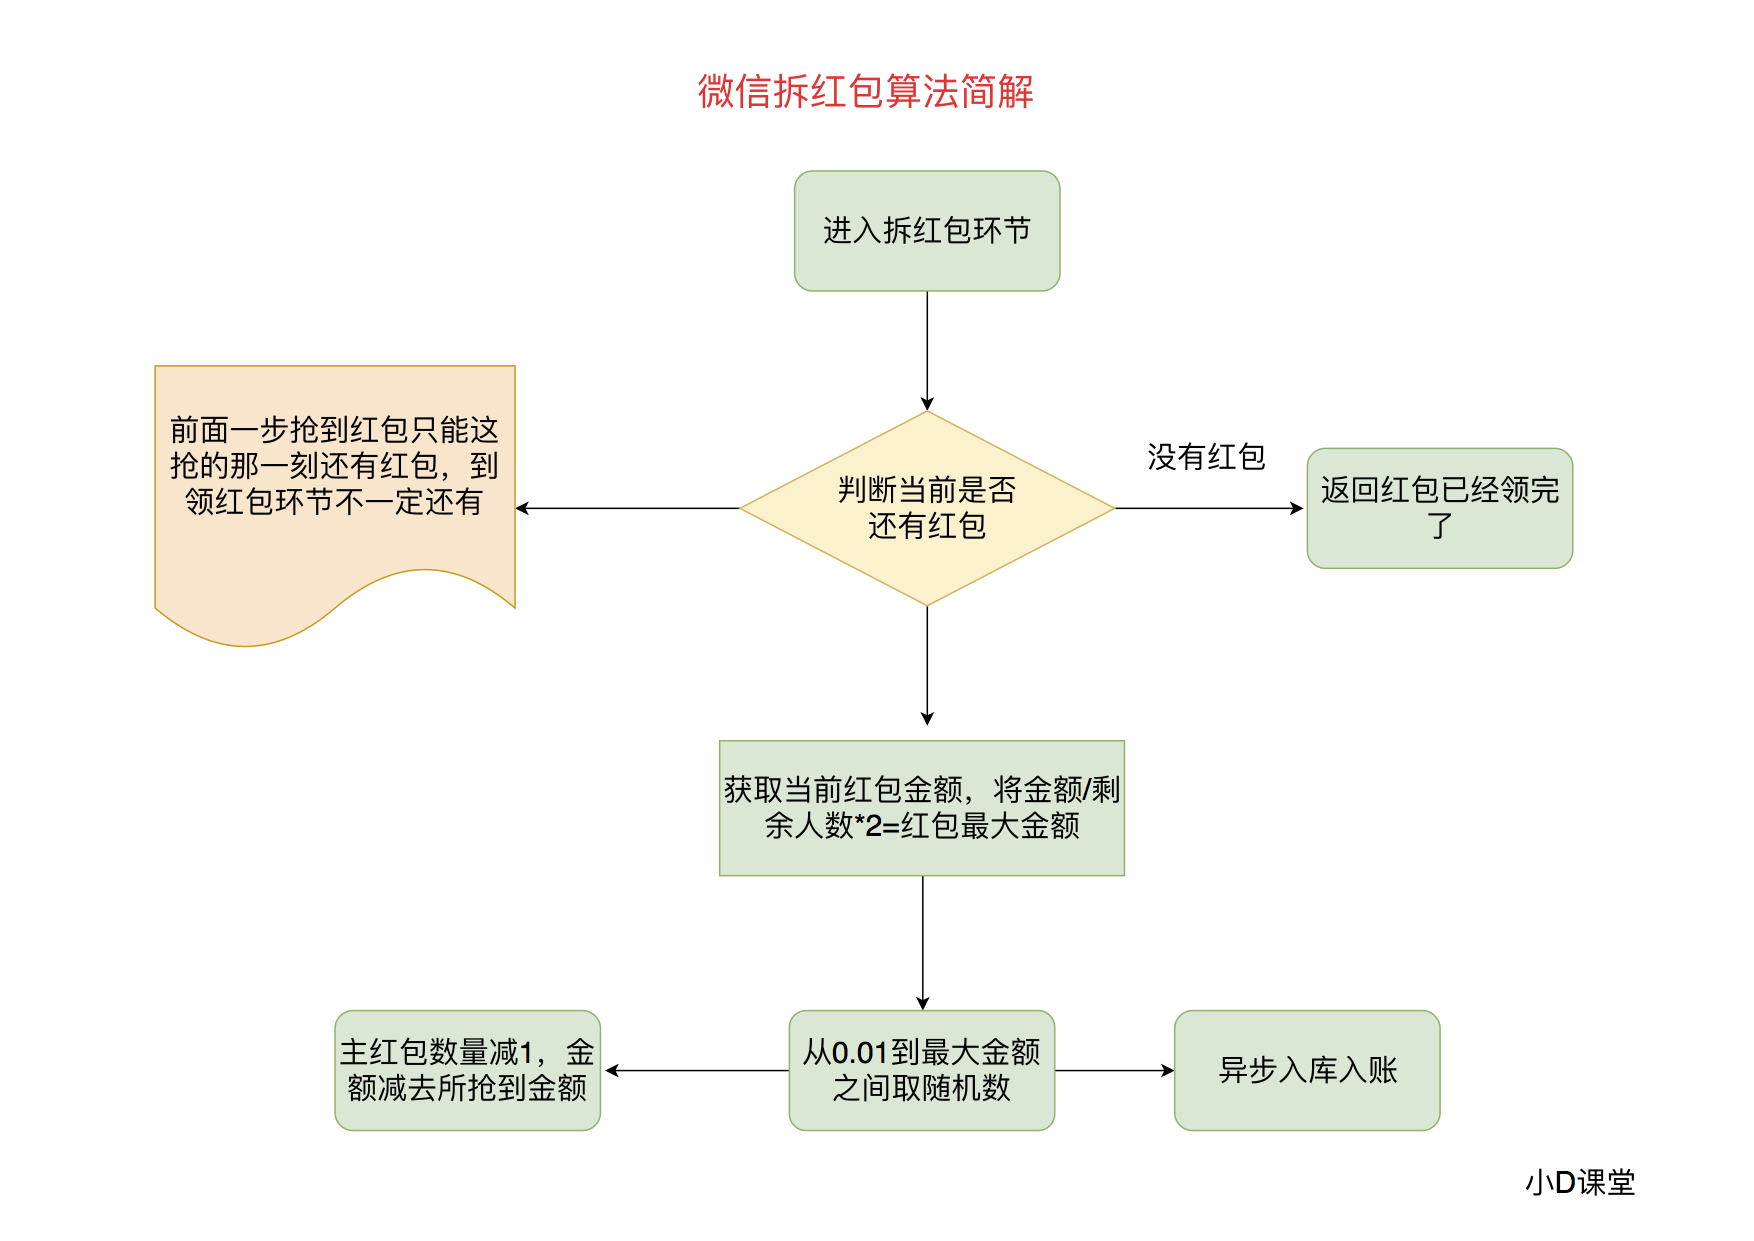 微信拆红包算法简解
进入拆红包环节
前面一步抢到红包只能这
抢的那一刻还有红包，到
领红包环节不一定还有
判断当前是否
还有红包
没有红包
返回红包已经领完
了
获取当前红包金额，将金额/剩
余人数*2=红包最大金额
主红包数量减1，金
额减去所抢到金额
从0.01到最大金额
之间取随机数
异步入库入账
小D课堂